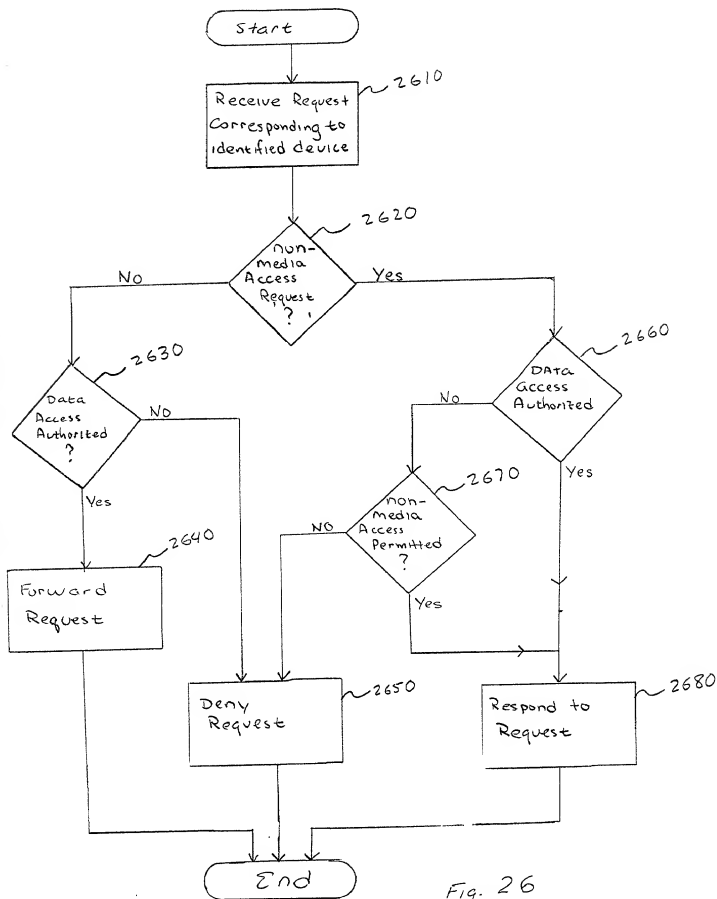 Start
2610
Receive Request
Corresponding to
identified device
2620
non-
media
Access
Request
?
No
Yes
2630
Data
Access
Authorized
?
No
Yes
2660
DAta
access
Authorized
No
Yes
2670
non-
media
Access
Permitted
?
NO
Yes
2640
Forward
Request
2650
Deny
Request
2680
Respond to
Request
End
Fig. 26